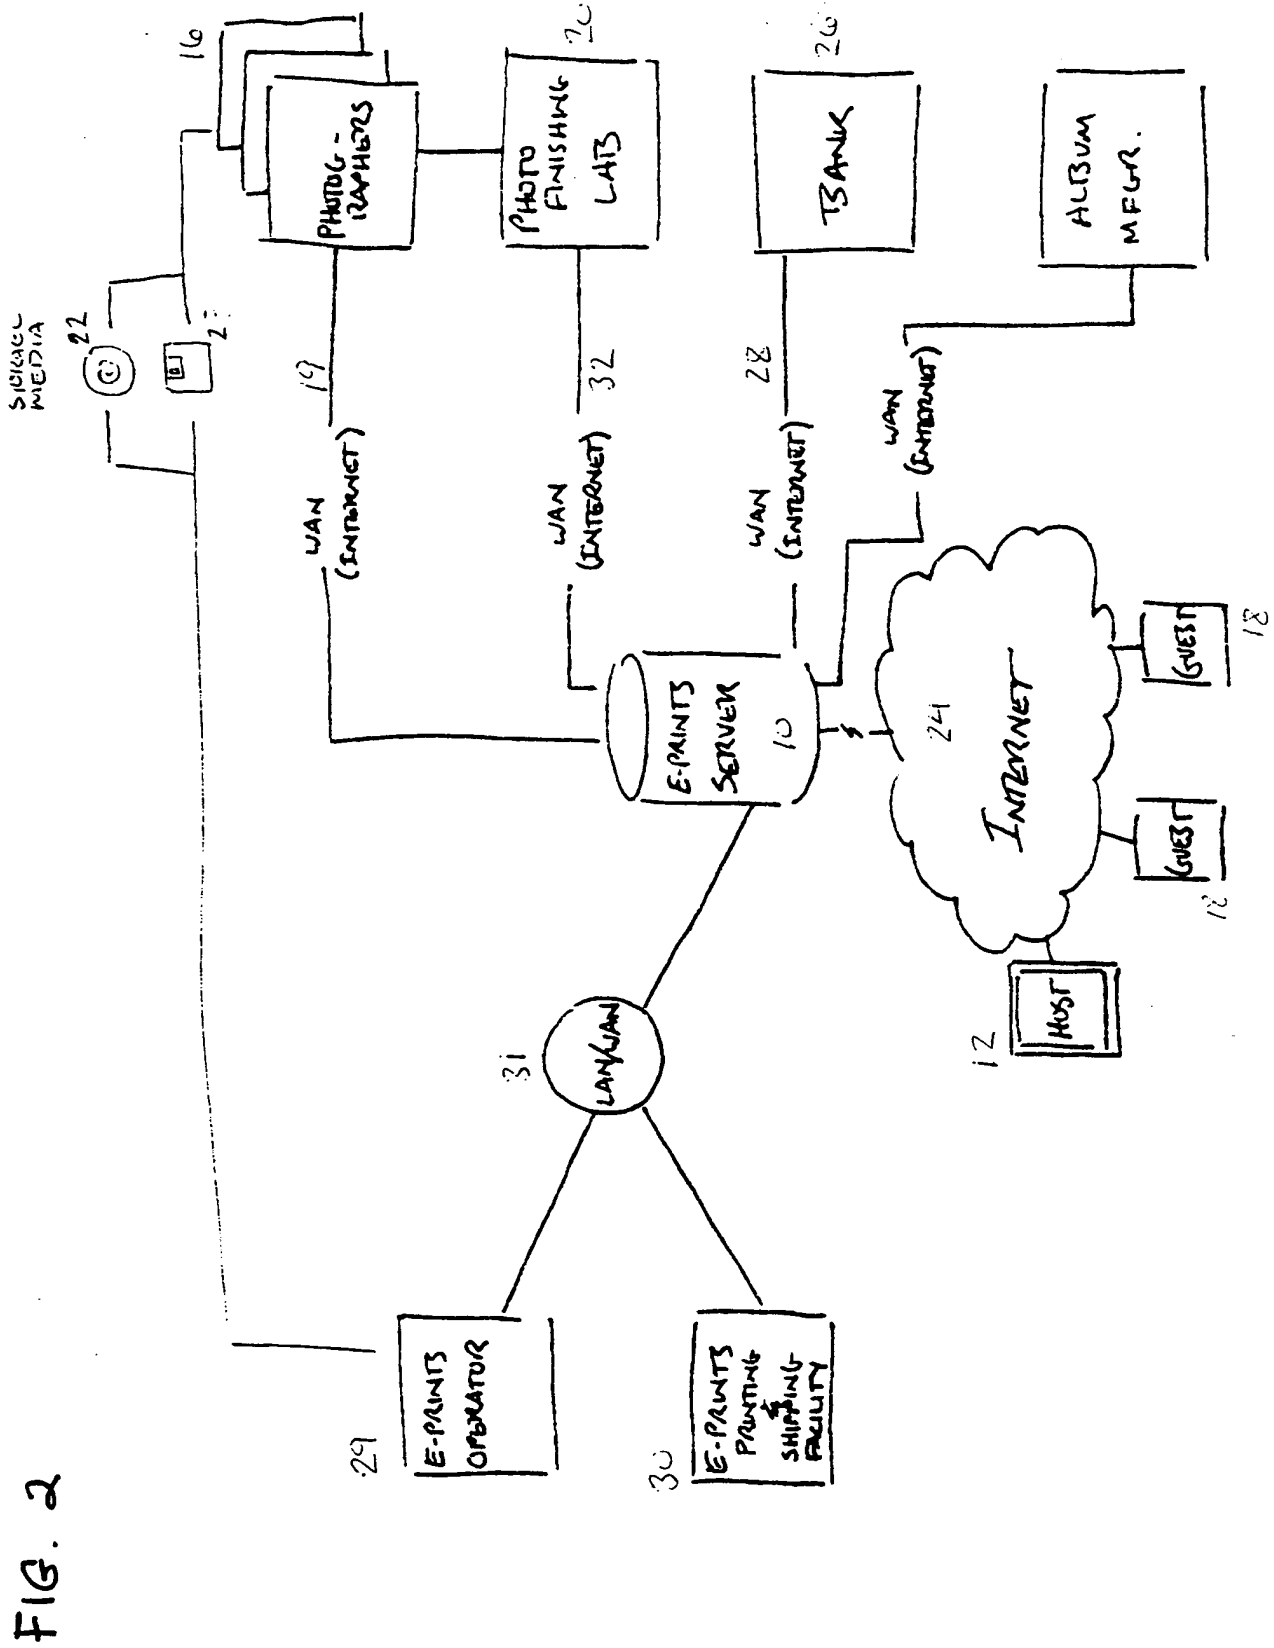 FIG. 2
STORAGE
MEDIA
22
16
PHOTOG-
RAPHERS
19
WAN
(INTERNET)
20
PHOTO
FINISHING
LAB
32
WAN
(INTERNET)
26
BANK
28
WAN
(INTERNET)
ALBUM
MFGR.
WAN
(INTERNET)
E-PRINTS
SERVER
10
24
INTERNET
GUEST
18
GUEST
18
12
HOST
31
LAN/WAN
29
E-PRINTS
OPERATOR
30
E-PRINTS
PRINTING
&
SHIPPING
FACILITY